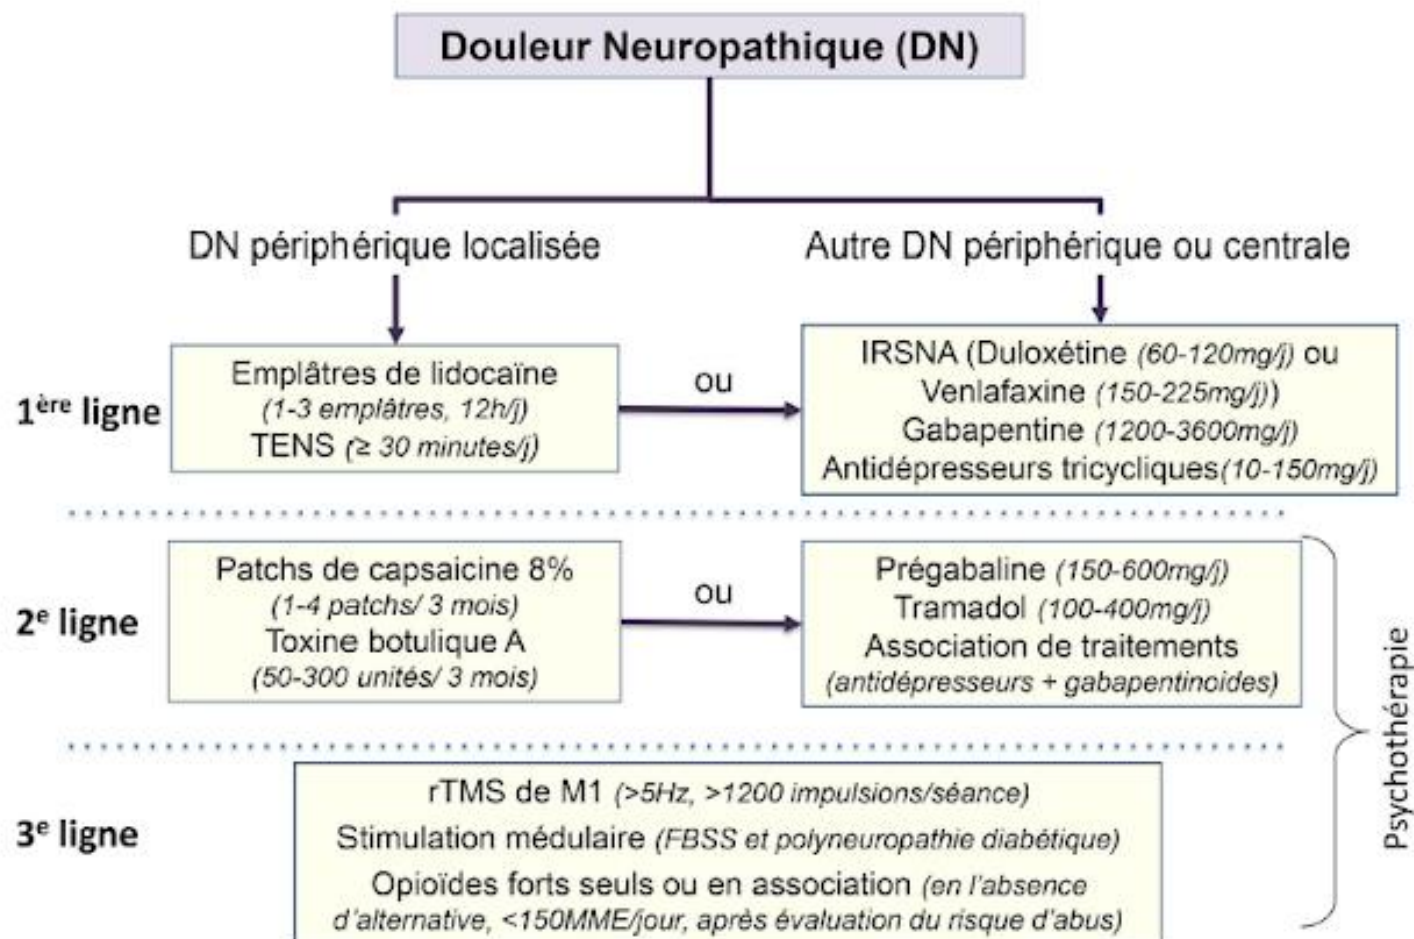 Douleur Neuropathique (DN)
DN périphérique localisée
Autre DN périphérique ou centrale
1ère ligne
Emplâtres de lidocaïne
(1-3 emplâtres, 12h/j)
TENS (≥ 30 minutes/j)
ou
IRSNA (Duloxétine (60-120mg/j) ou
Venlafaxine (150-225mg/j))
Gabapentine (1200-3600mg/j)
Antidépresseurs tricycliques(10-150mg/j)
2e ligne
Patchs de capsaicine 8%
(1-4 patchs/ 3 mois)
Toxine botulique A
(50-300 unités/ 3 mois)
ou
Prégabaline (150-600mg/j)
Tramadol (100-400mg/j)
Association de traitements
(antidépresseurs + gabapentinoides)
3e ligne
rTMS de M1 (>5Hz, >1200 impulsions/séance)
Stimulation médulaire (FBSS et polyneuropathie diabétique)
Opioïdes forts seuls ou en association (en l'absence
d'alternative, <150MME/jour, après évaluation du risque d'abus)
Psychothérapie